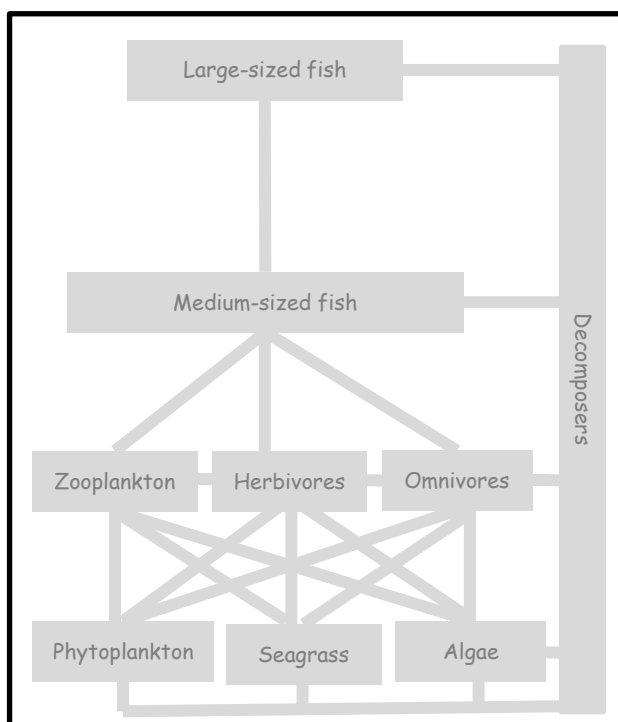 Large-sized fish
Medium-sized fish
Decomposers
Zooplankton
Herbivores
Omnivores
Phytoplankton
Seagrass
Algae